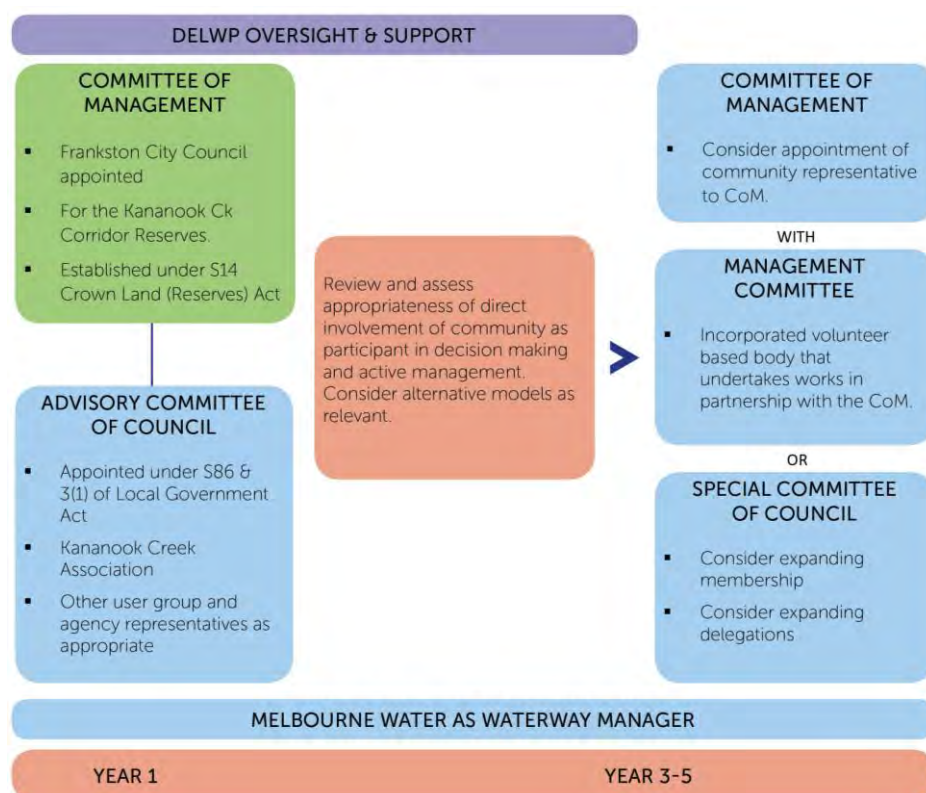 DELWP OVERSIGHT & SUPPORT
COMMITTEE OF
MANAGEMENT
▪ Frankston City Council
appointed
▪ For the Kananook Ck
Corridor Reserves.
▪ Established under S14
Crown Land (Reserves) Act
ADVISORY COMMITTEE
OF COUNCIL
▪ Appointed under S86 &
3(1) of Local Government
Act
▪ Kananook Creek
Association
▪ Other user group and
agency representatives as
appropriate
Review and assess
appropriateness of direct
involvement of community as
participant in decision making
and active management.
Consider alternative models as
relevant.
>
COMMITTEE OF
MANAGEMENT
▪ Consider appointment of
community representative
to CoM.
WITH
MANAGEMENT
COMMITTEE
▪ Incorporated volunteer
based body that
undertakes works in
partnership with the CoM.
OR
SPECIAL COMMITTEE
OF COUNCIL
▪ Consider expanding
membership
▪ Consider expanding
delegations
MELBOURNE WATER AS WATERWAY MANAGER
YEAR 1
YEAR 3-5